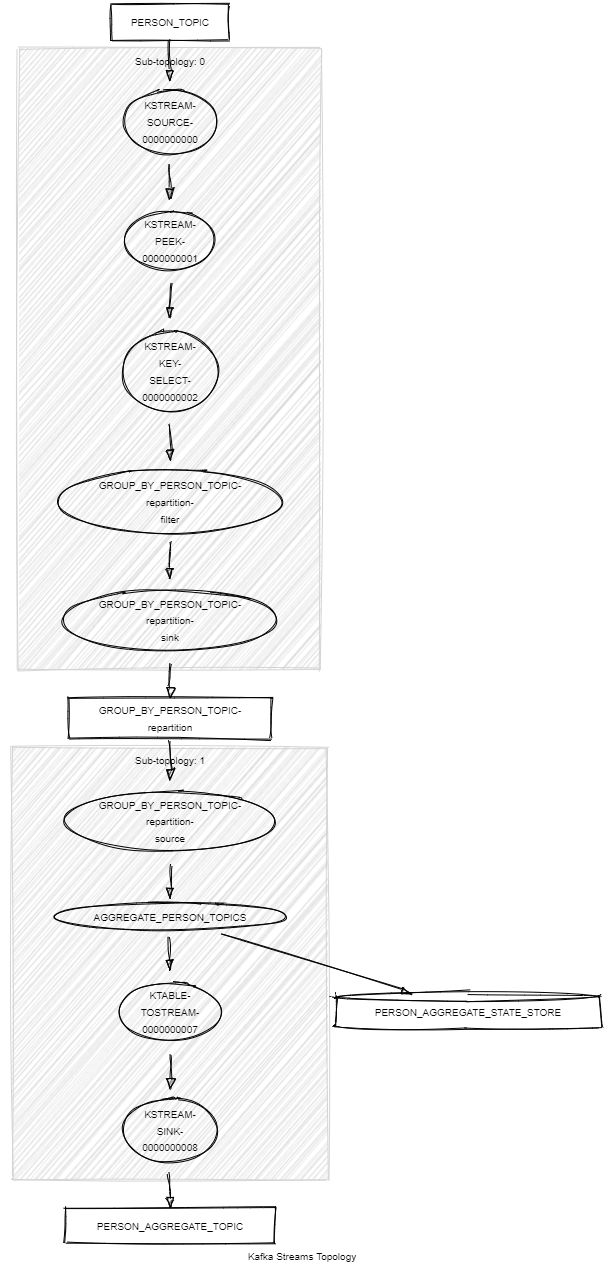 PERSON_TOPIC
Sub-topology: 0
KSTREAM-
SOURCE-
0000000000
KSTREAM-
PEEK-
0000000001
KSTREAM-
KEY-
SELECT-
0000000002
GROUP_BY_PERSON_TOPIC-
repartition-
filter
GROUP_BY_PERSON_TOPIC-
repartition-
sink
GROUP_BY_PERSON_TOPIC-
repartition
Sub-topology: 1
GROUP_BY_PERSON_TOPIC-
repartition-
source
AGGREGATE_PERSON_TOPICS
KTABLE-
TOSTREAM-
0000000007
PERSON_AGGREGATE_STATE_STORE
KSTREAM-
SINK-
0000000008
PERSON_AGGREGATE_TOPIC
Kafka Streams Topology